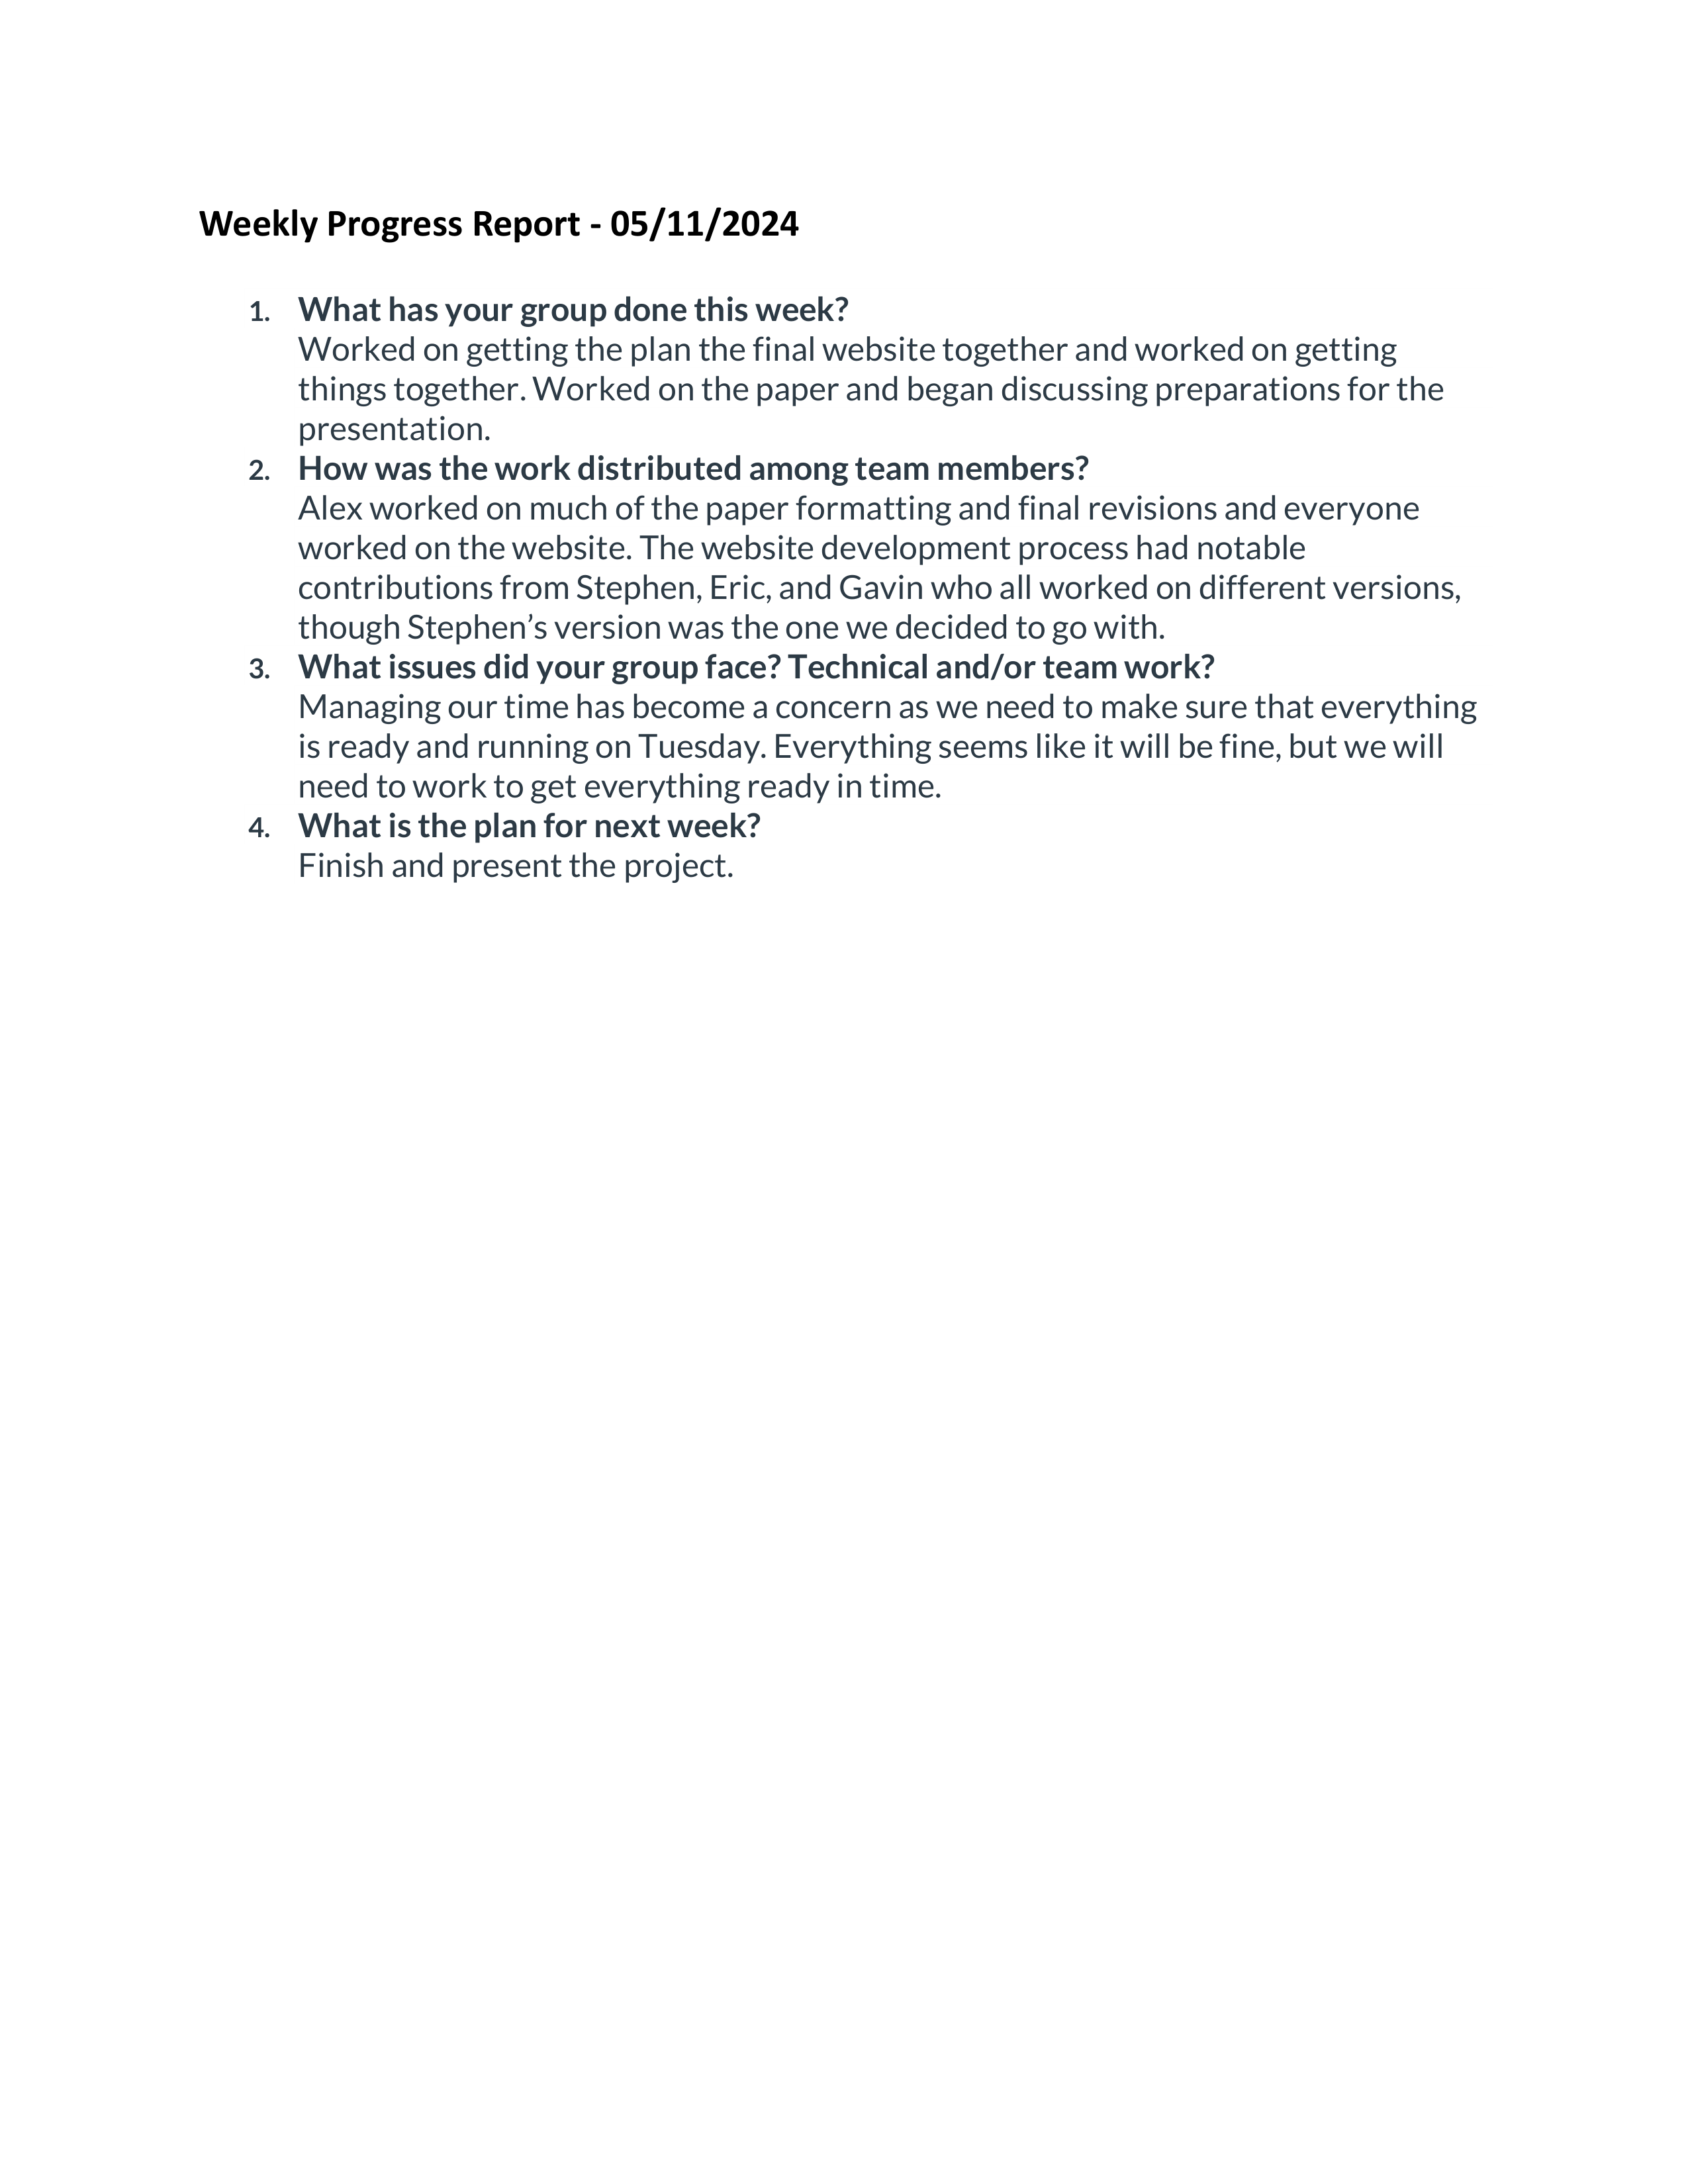 Weekly Progress Report - 05/11/2024
1. What has your group done this week?
Worked on getting the plan the final website together and worked on getting
things together. Worked on the paper and began discussing preparations for the
presentation.
2. How was the work distributed among team members?
Alex worked on much of the paper formatting and final revisions and everyone
worked on the website. The website development process had notable
contributions from Stephen, Eric, and Gavin who all worked on different versions,
though Stephen’s version was the one we decided to go with.
3. What issues did your group face? Technical and/or team work?
Managing our time has become a concern as we need to make sure that everything
is ready and running on Tuesday. Everything seems like it will be fine, but we will
need to work to get everything ready in time.
4. What is the plan for next week?
Finish and present the project.